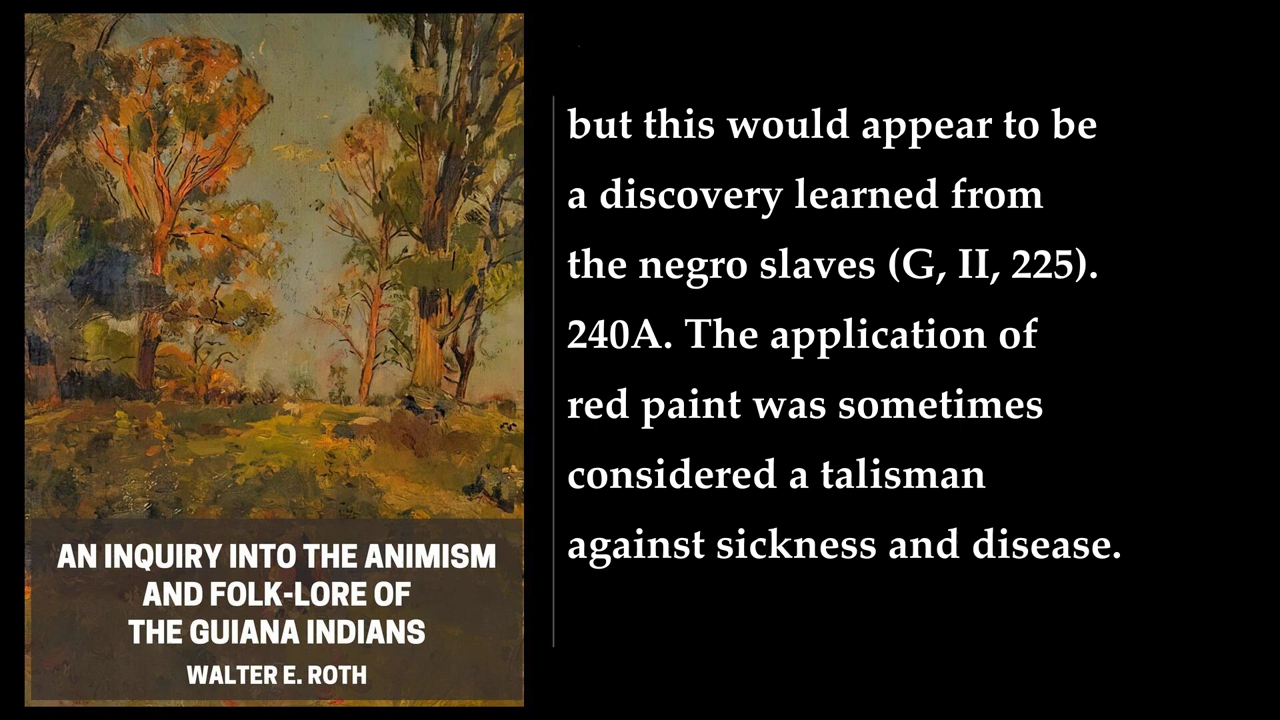 AN INQUIRY INTO THE ANIMISM
AND FOLK-LORE OF
THE GUIANA INDIANS
WALTER E. ROTH
but this would appear to be
a discovery learned from
the negro slaves (G, II, 225).
240A. The application of
red paint was sometimes
considered a talisman
against sickness and disease.